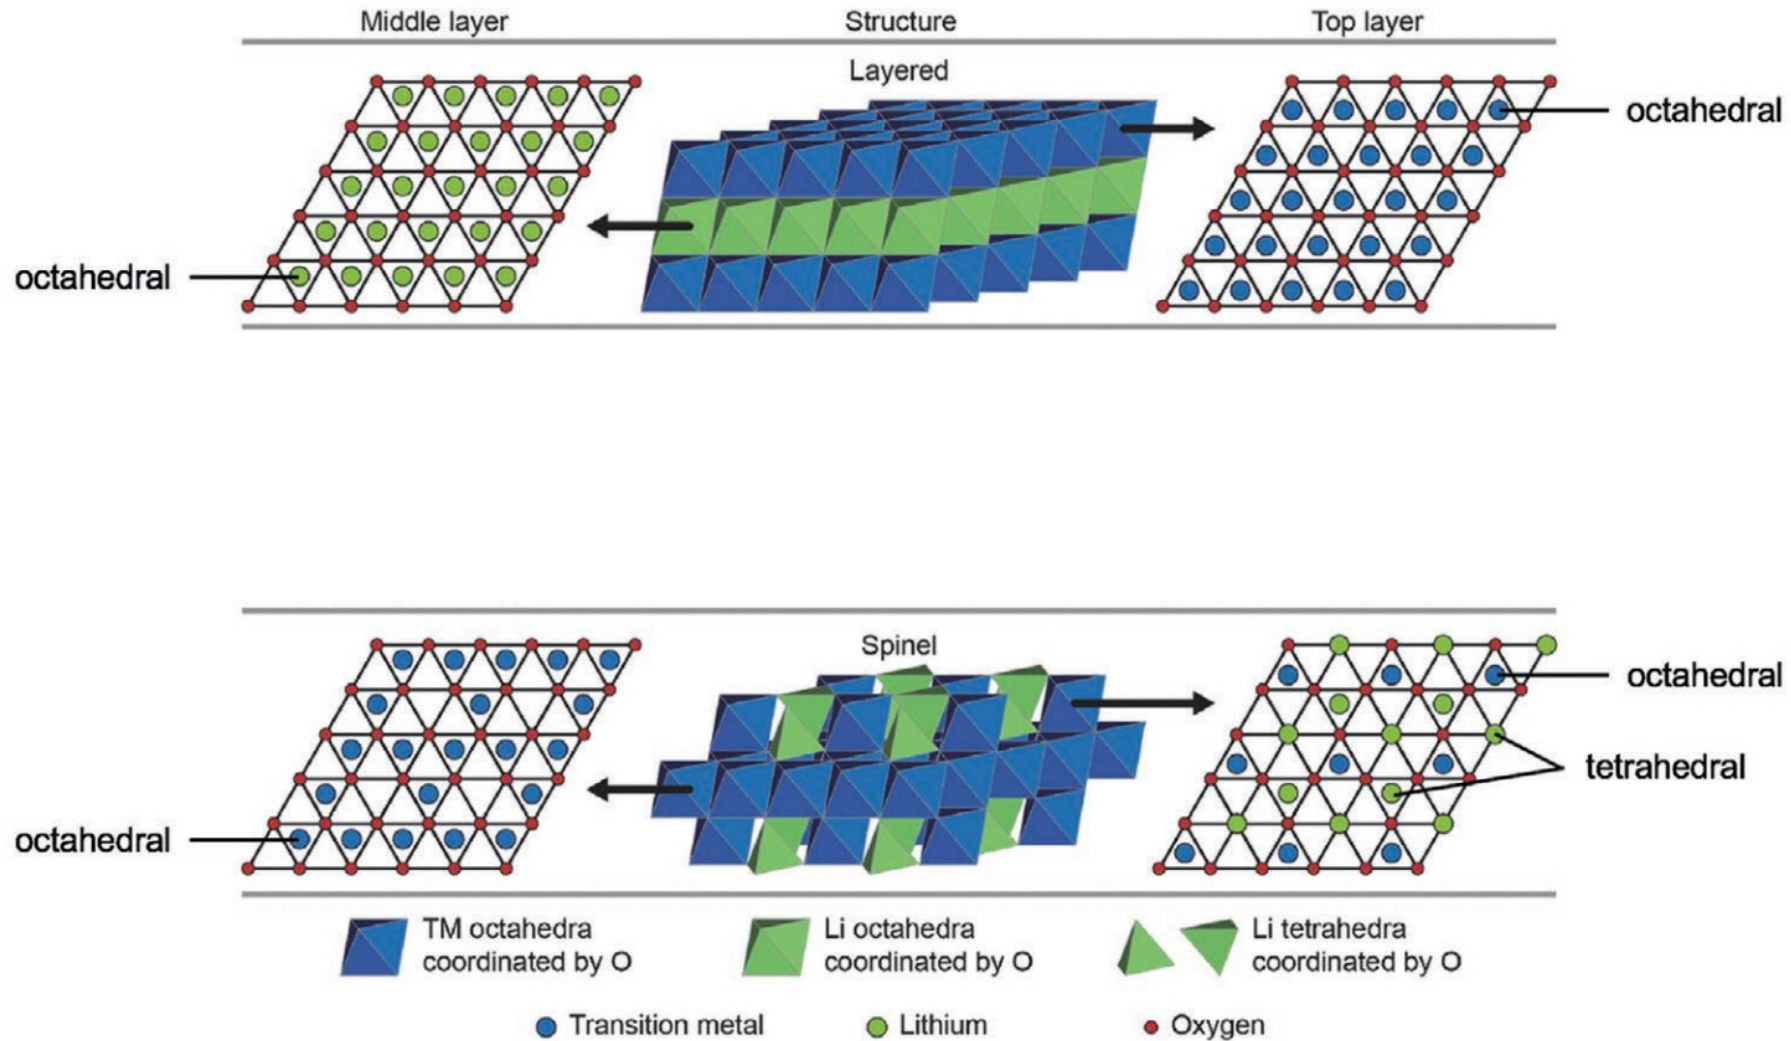 Middle layer
Structure
Top layer
Layered
octahedral
octahedral
Spinel
octahedral
tetrahedral
octahedral
TM octahedra
coordinated by O
Li octahedra
coordinated by O
Li tetrahedra
coordinated by O
Transition metal
Lithium
Oxygen